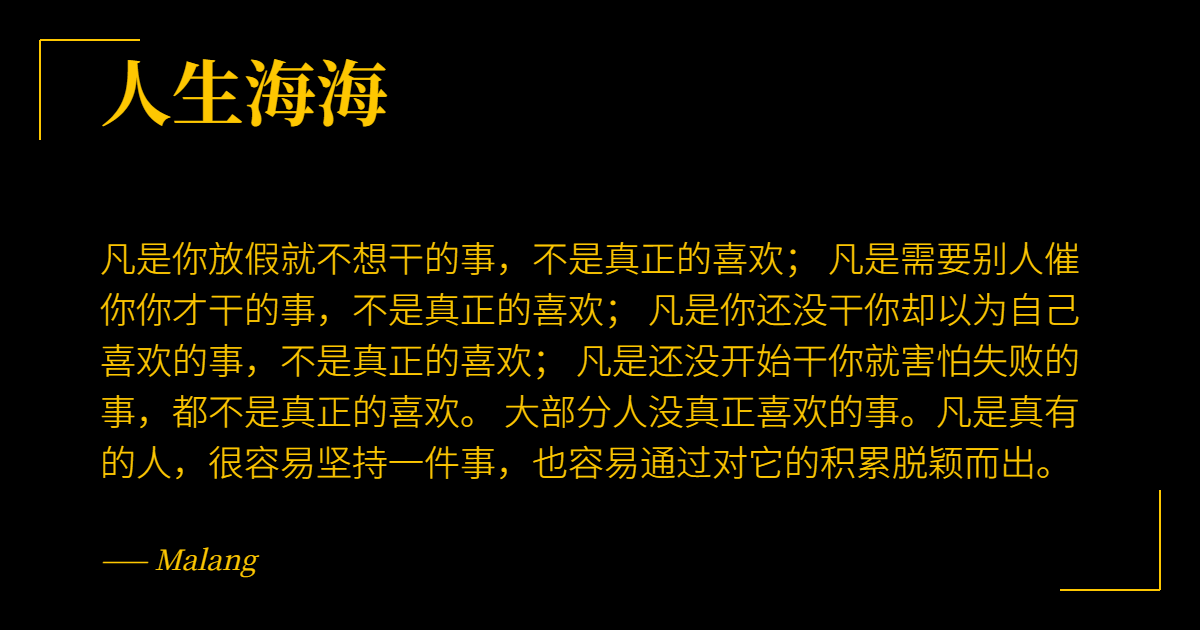 人生海海
凡是你放假就不想干的事，不是真正的喜欢； 凡是需要别人催
你你才干的事，不是真正的喜欢； 凡是你还没干你却以为自己
喜欢的事，不是真正的喜欢； 凡是还没开始干你就害怕失败的
事，都不是真正的喜欢。 大部分人没真正喜欢的事。凡是真有
的人，很容易坚持一件事，也容易通过对它的积累脱颖而出。
—— Malang